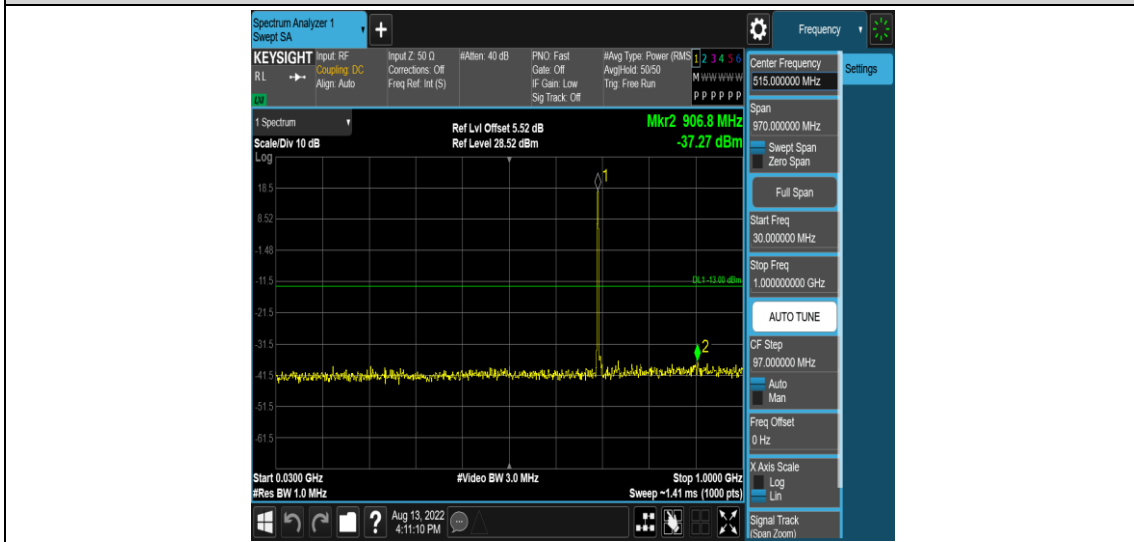 Spectrum Analyzer 1
Swept SA
+
Frequency
KEYSIGHT
RL
Input: RF
Coupling: DC
Align: Auto
Input Z: 50 Ω
Corrections: Off
Freq Ref: Int (S)
#Atten: 40 dB
PNO: Fast
Gate: Off
IF Gain: Low
Sig Track: Off
#Avg Type: Power (RMS
Avg|Hold: 50/50
Trig: Free Run
1 2 3 4 5 6
M W W W W W
P P P P P P
1 Spectrum
Scale/Div 10 dB
Log
Ref Lvl Offset 5.52 dB
Ref Level 28.52 dBm
Mkr2 906.8 MHz
-37.27 dBm
1
18.5
8.52
-1.48
-11.5
DL1 -13.00 dBm
-21.5
-31.5
2
-41.5
-51.5
-61.5
Start 0.0300 GHz
#Res BW 1.0 MHz
#Video BW 3.0 MHz
Stop 1.0000 GHz
Sweep ~1.41 ms (1000 pts)
?
Aug 13, 2022
4:11:10 PM
Center Frequency
515.000000 MHz
Settings
Span
970.000000 MHz
Swept Span
Zero Span
Full Span
Start Freq
30.000000 MHz
Stop Freq
1.000000000 GHz
AUTO TUNE
CF Step
97.000000 MHz
Auto
Man
Freq Offset
0 Hz
X Axis Scale
Log
Lin
Signal Track
(Span Zoom)